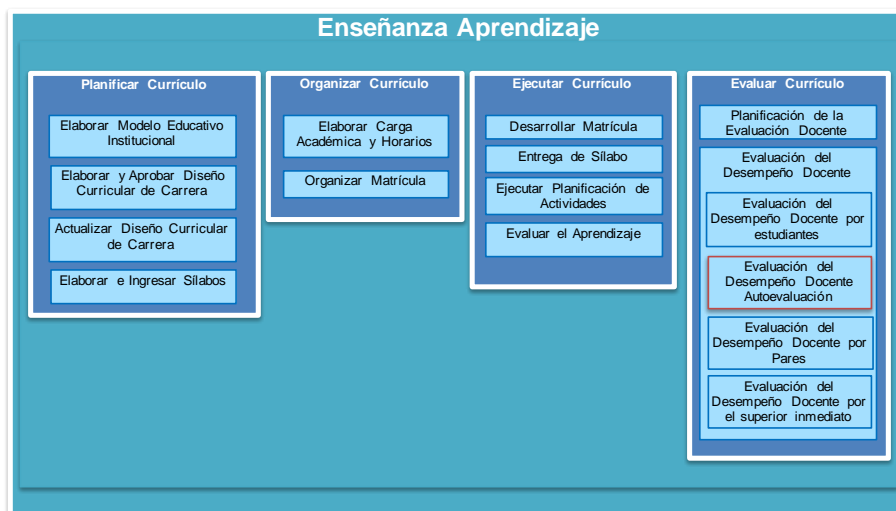 Enseñanza Aprendizaje
Planificar Currículo
Elaborar Modelo Educativo
Institucional
Elaborar y Aprobar Diseño
Curricular de Carrera
Actualizar Diseño Curricular
de Carrera
Elaborar e Ingresar Sílabos
Organizar Currículo
Elaborar Carga
Académica y Horarios
Organizar Matrícula
Ejecutar Currículo
Desarrollar Matrícula
Entrega de Sílabo
Ejecutar Planificación de
Actividades
Evaluar el Aprendizaje
Evaluar Currículo
Planificación de la
Evaluación Docente
Evaluación del
Desempeño Docente
Evaluación del
Desempeño Docente por
estudiantes
Evaluación del
Desempeño Docente
Autoevaluación
Evaluación del
Desempeño Docente por
Pares
Evaluación del
Desempeño Docente por
el superior inmediato